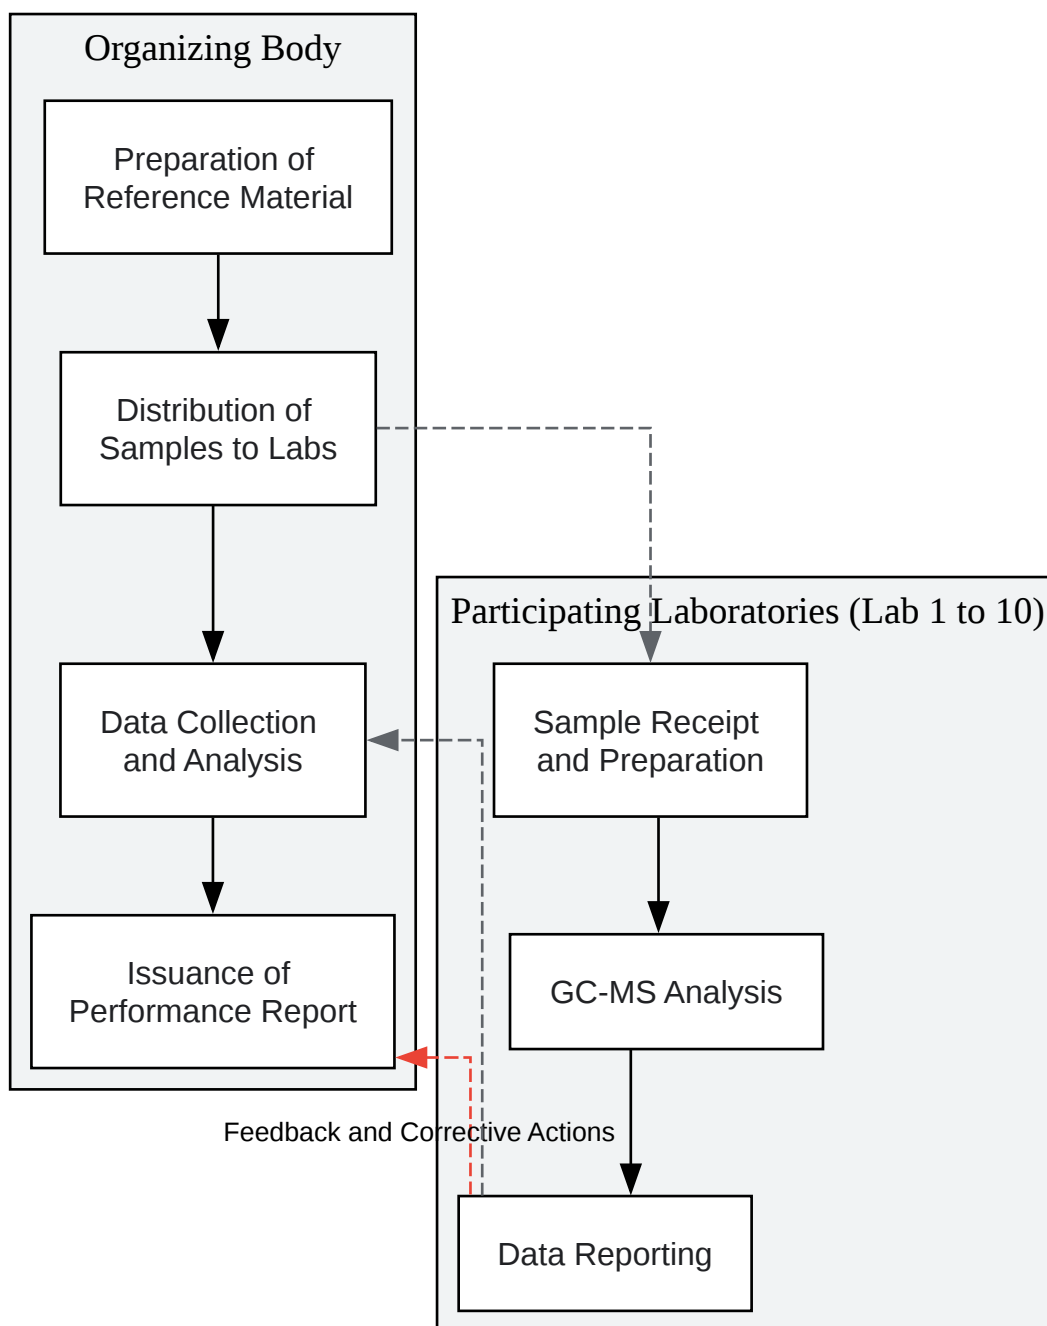 Organizing Body
Preparation of
Reference Material
Distribution of
Samples to Labs
Data Collection
and Analysis
Issuance of
Performance Report
Participating Laboratories (Lab 1 to 10)
Sample Receipt
and Preparation
GC-MS Analysis
Feedback and Corrective Actions
Data Reporting